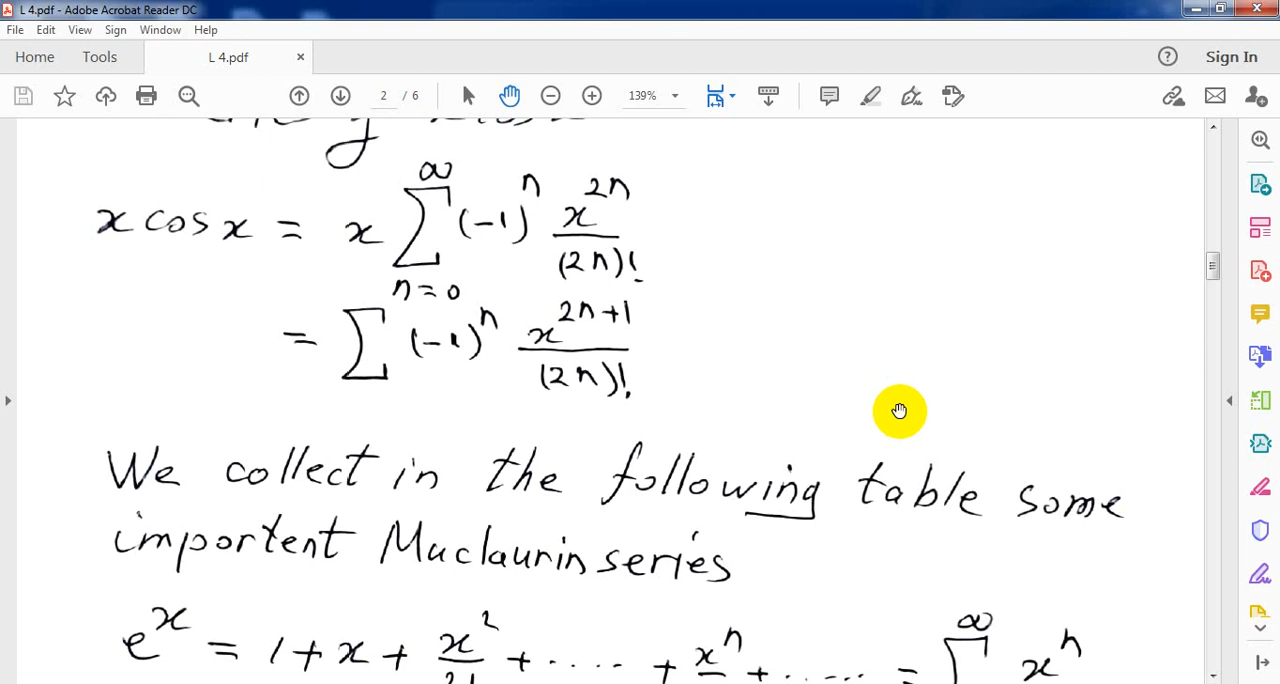 L 4.pdf - Adobe Acrobat Reader DC
File Edit View Sign Window Help
Home Tools L 4.pdf × ? Sign In
2 / 6 139%
x cos x = x ∑_{n=0}^{∞} (-1)^n x^{2n}/(2n)!
= ∑ (-1)^n x^{2n+1}/(2n)!
We collect in the following table some
importent Muclaurin series
e^x = 1 + x + x^2/2! + ..... + x^n + ...... = ∑^{∞} x^n